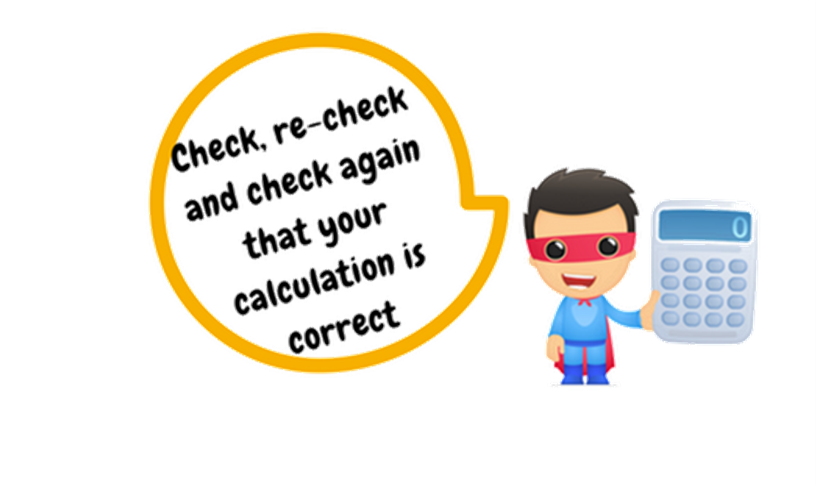 Check, re-check
and check again
that your
calculation is
correct
0